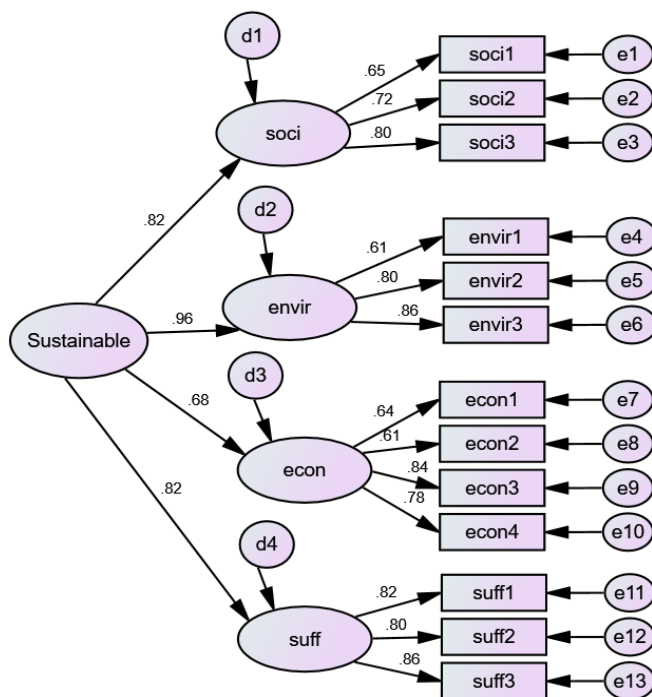 d1
soci1
e1
.65
soci2
e2
.72
soci
soci3
e3
.80
d2
.82
envir1
e4
.61
envir2
e5
.80
envir
envir3
e6
.86
.96
Sustainable
d3
.68
econ1
e7
.64
econ2
e8
.61
econ
econ3
e9
.84
econ4
e10
.78
.82
d4
suff1
e11
.82
suff2
e12
.80
suff
suff3
e13
.86